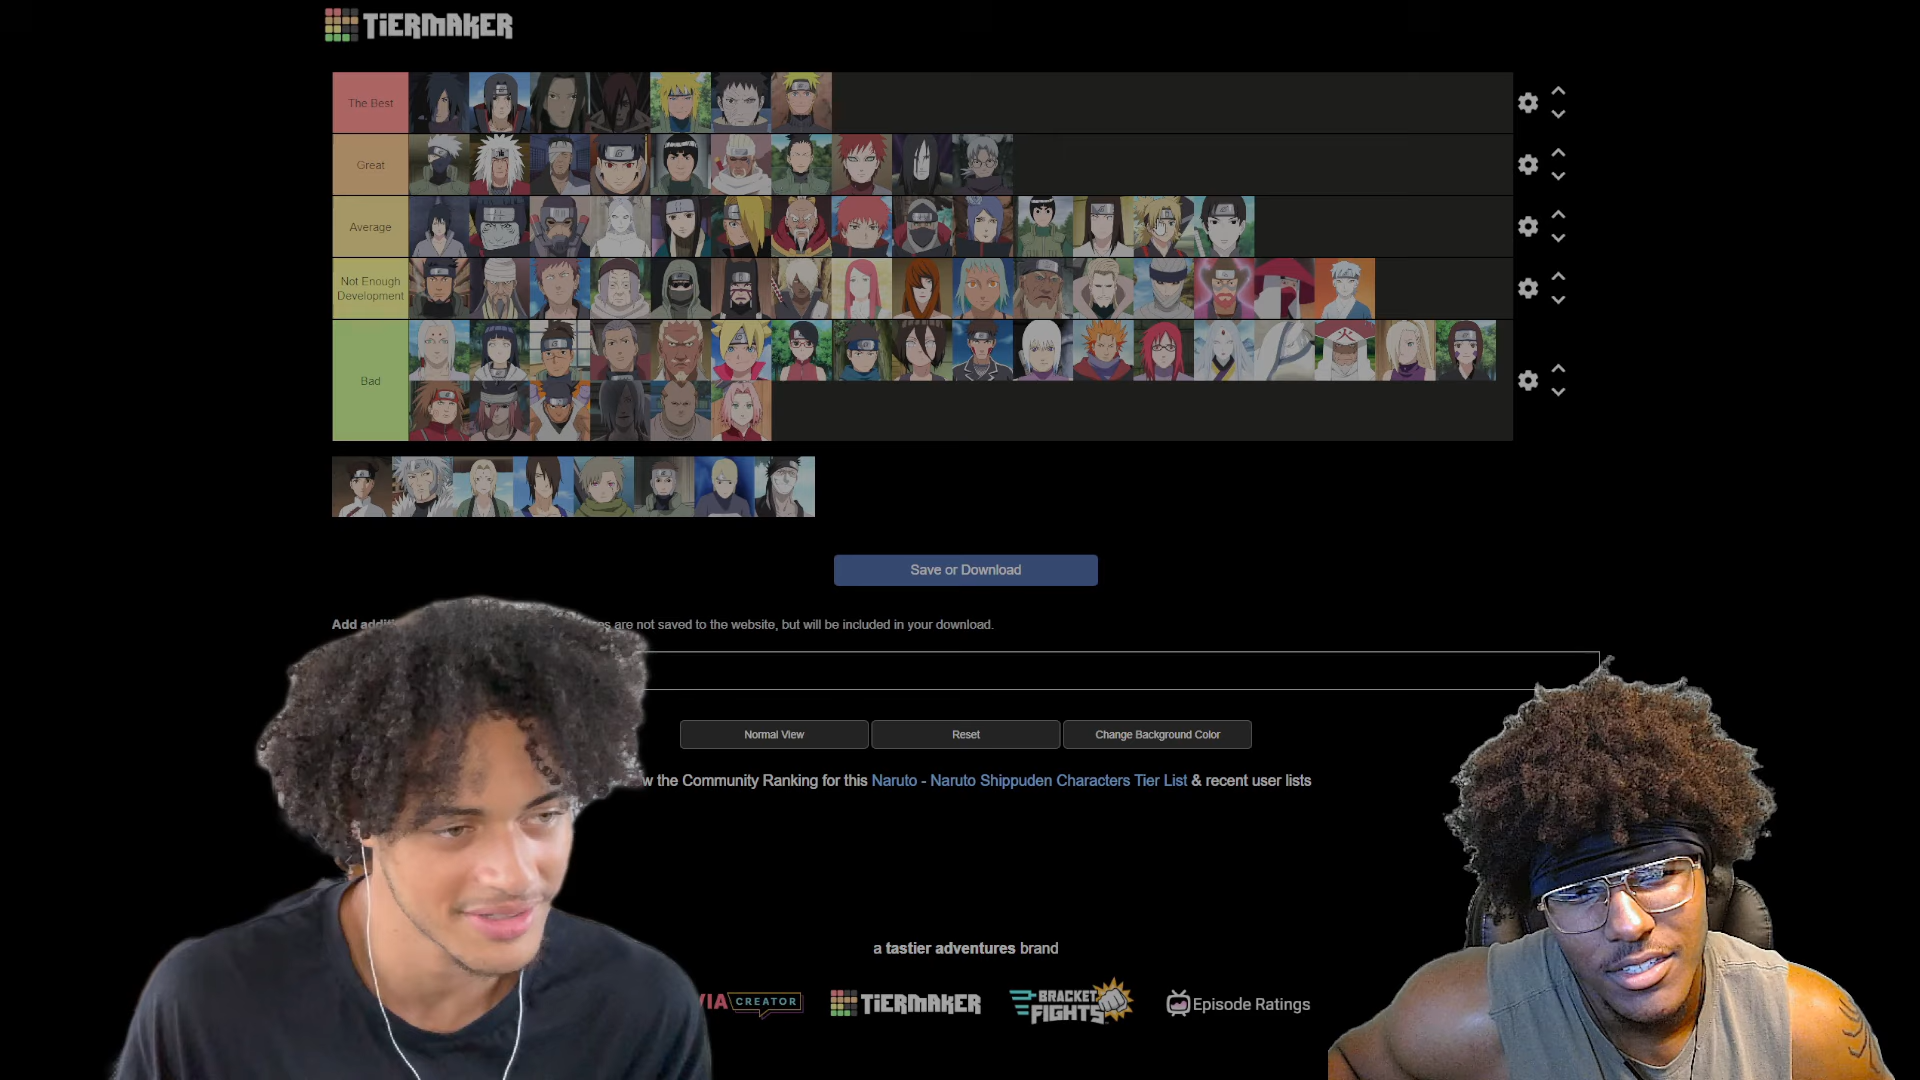 TiERMAKER
The Best
Great
Average
Not Enough
Development
Bad
Save or Download
Add are not saved to the website, but will be included in your download.
Normal View
Reset
Change Background Color
the Community Ranking for this Naruto - Naruto Shippuden Characters Tier List & recent user lists
a tastier adventures brand
CREATOR
TiERMAKER
BRACKET
FIGHTS
Episode Ratings